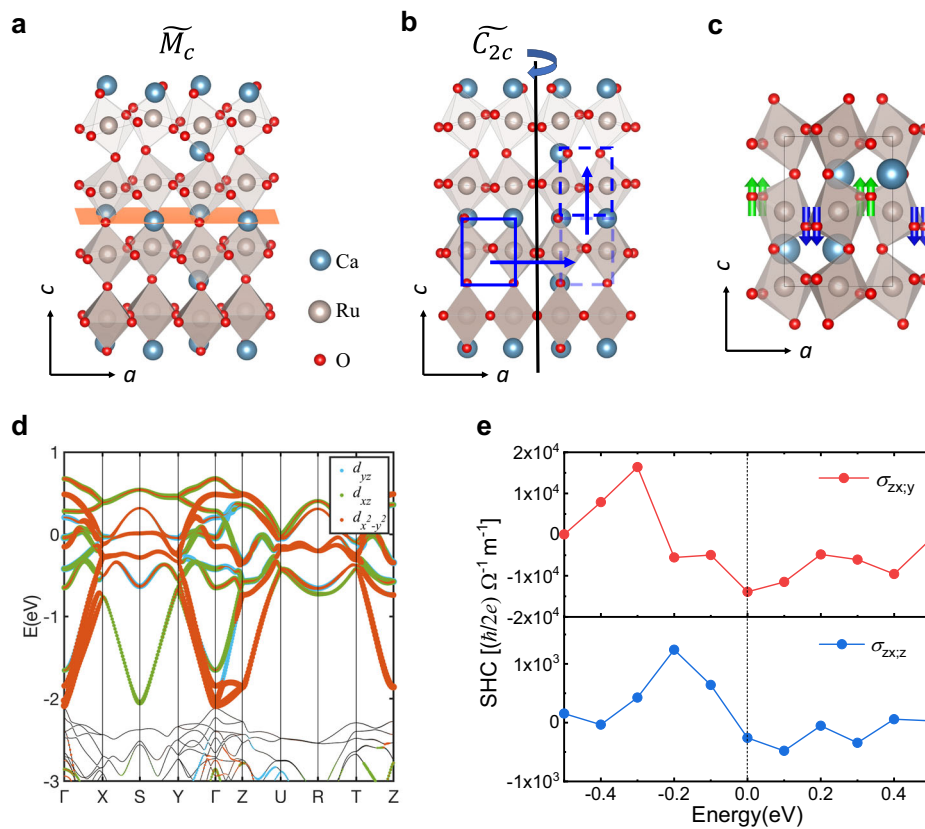 a
M̃c
b
C̃2c
c
Ca
Ru
O
c
a
c
a
c
a
d
1
0
-1
-2
-3
E(eV)
dyz
dxz
dx²-y²
Γ X S Y Γ Z U R T Z
e
2x10⁴
1x10⁴
0
-1x10⁴
-2x10⁴
σzx;y
SHC [(ħ/2e) Ω⁻¹ m⁻¹]
1x10³
0
-1x10³
σzx;z
-0.4 -0.2 0.0 0.2 0.4
Energy(eV)